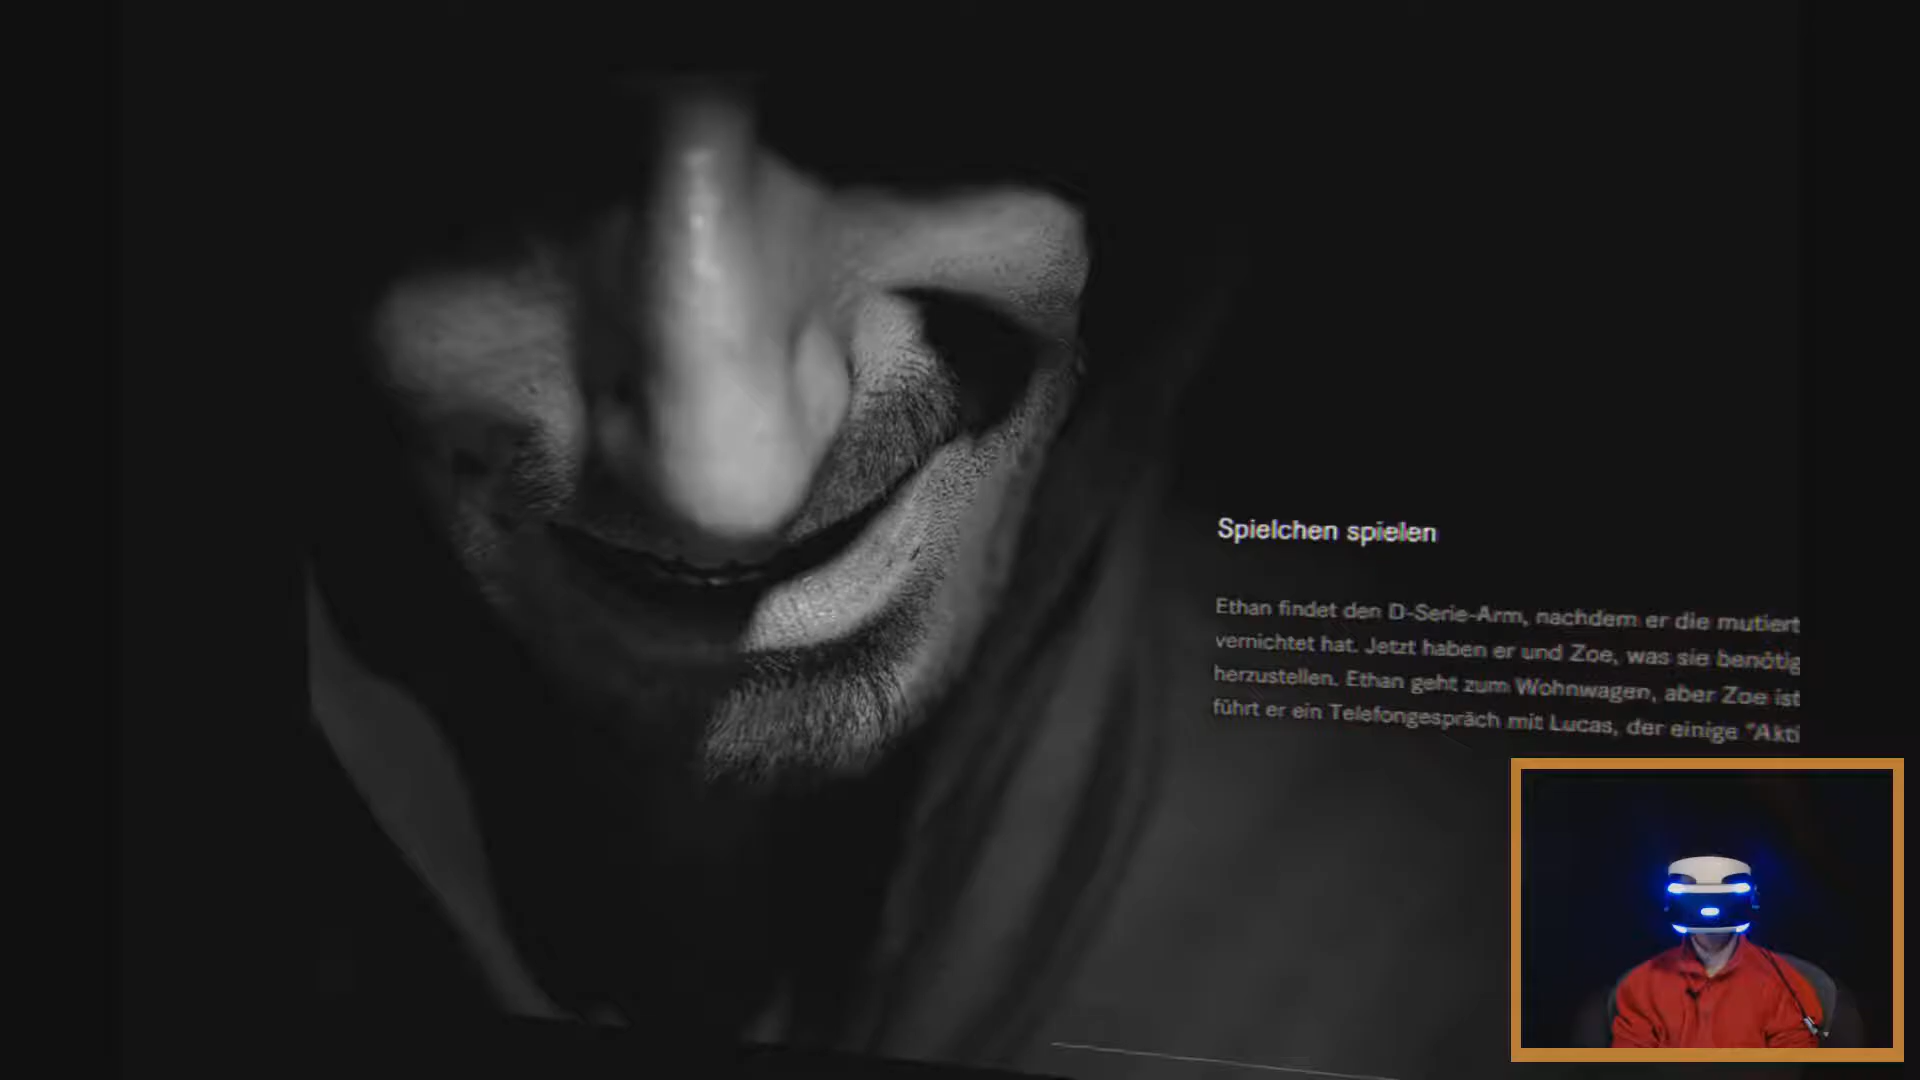 Spielchen spielen
Ethan findet den D-Serie-Arm, nachdem er die mutiert
vernichtet hat. Jetzt haben er und Zoe, was sie benötig
herzustellen. Ethan geht zum Wohnwagen, aber Zoe ist
führt er ein Telefongespräch mit Lucas, der einige "Akti